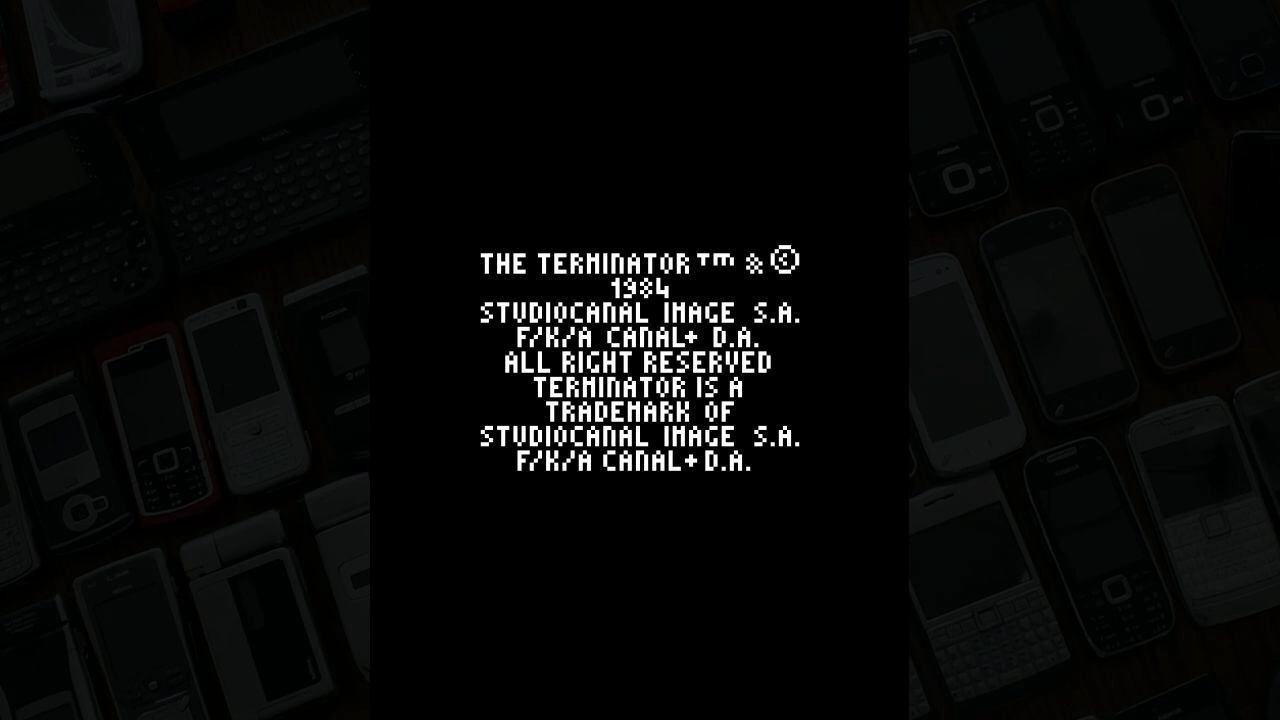 THE TERMINATOR™ & ©
1984
STUDIOCANAL IMAGE S.A.
F/K/A CANAL+ D.A.
ALL RIGHT RESERVED
TERMINATOR IS A
TRADEMARK OF
STUDIOCANAL IMAGE S.A.
F/K/A CANAL+D.A.